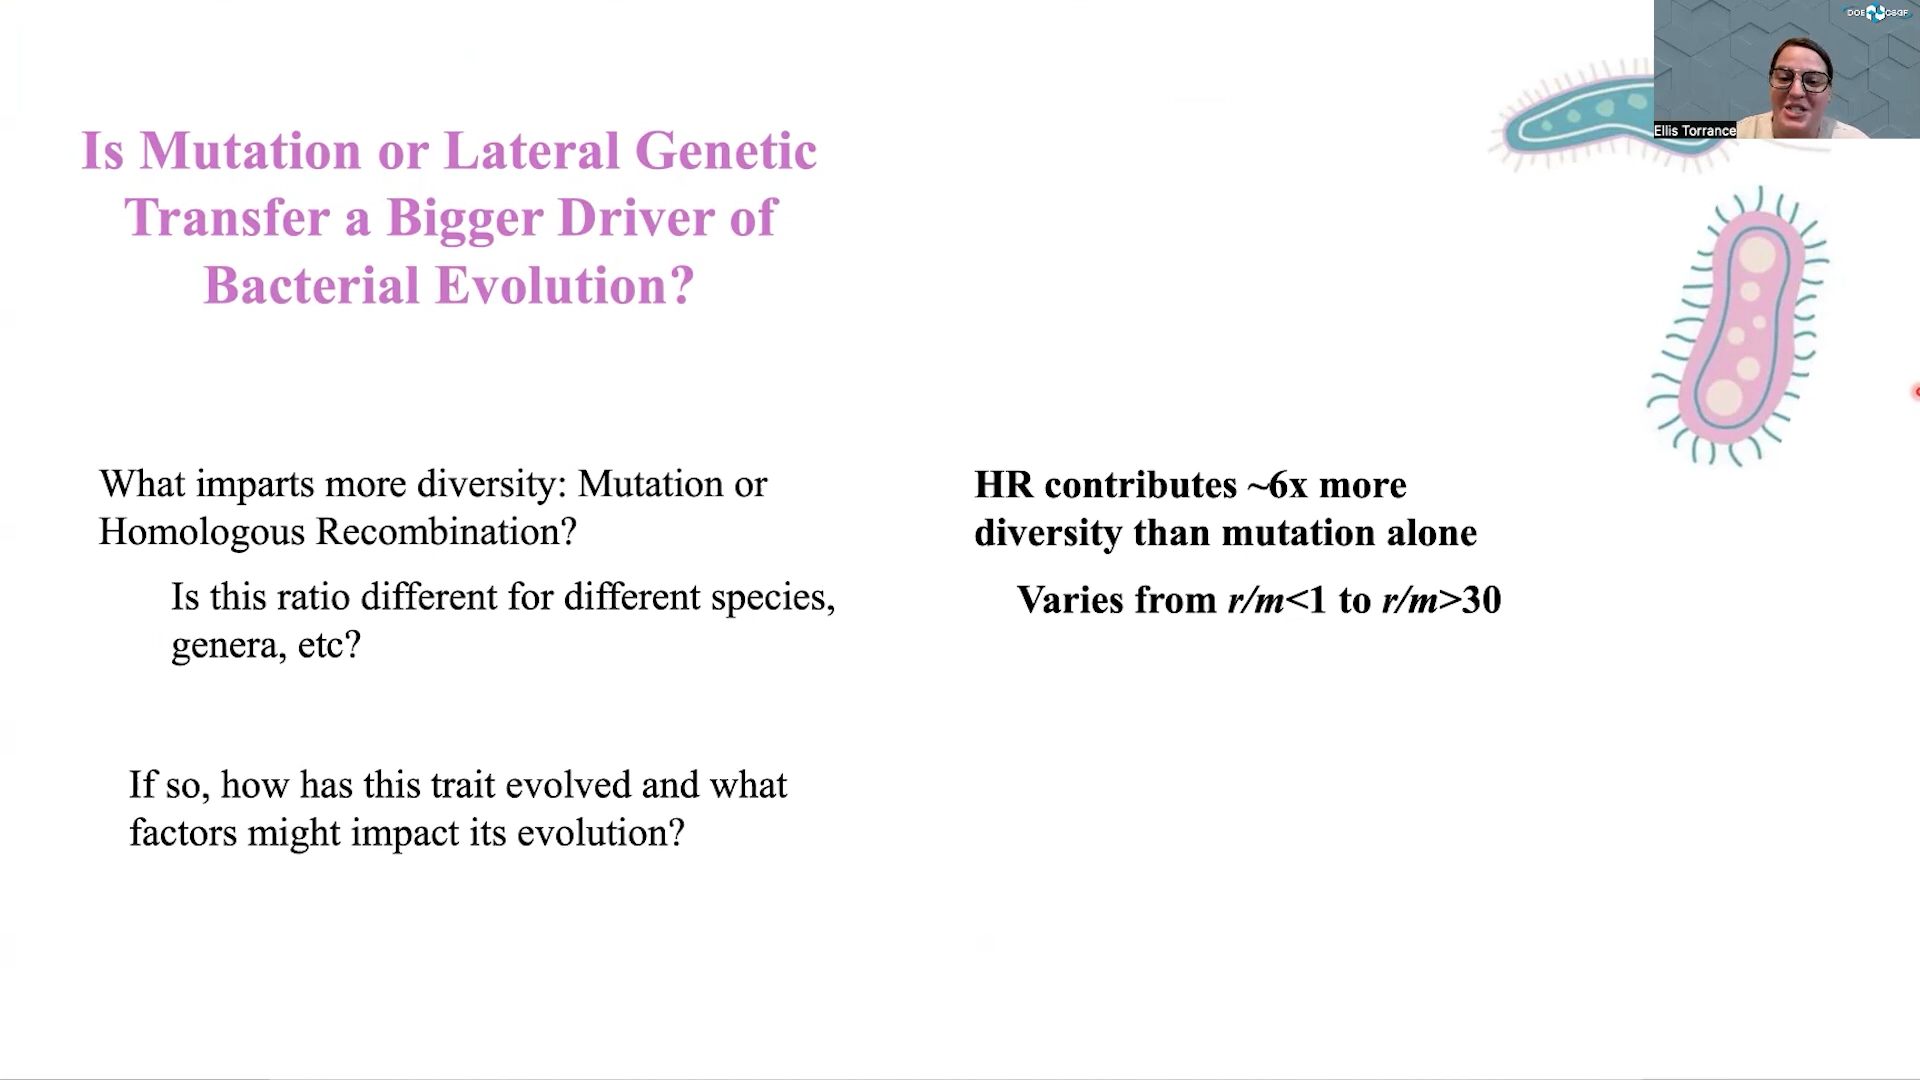 DOE CSGF
Ellis Torrance
Is Mutation or Lateral Genetic
Transfer a Bigger Driver of
Bacterial Evolution?
What imparts more diversity: Mutation or
Homologous Recombination?
Is this ratio different for different species,
genera, etc?
If so, how has this trait evolved and what
factors might impact its evolution?
HR contributes ~6x more
diversity than mutation alone
Varies from r/m<1 to r/m>30